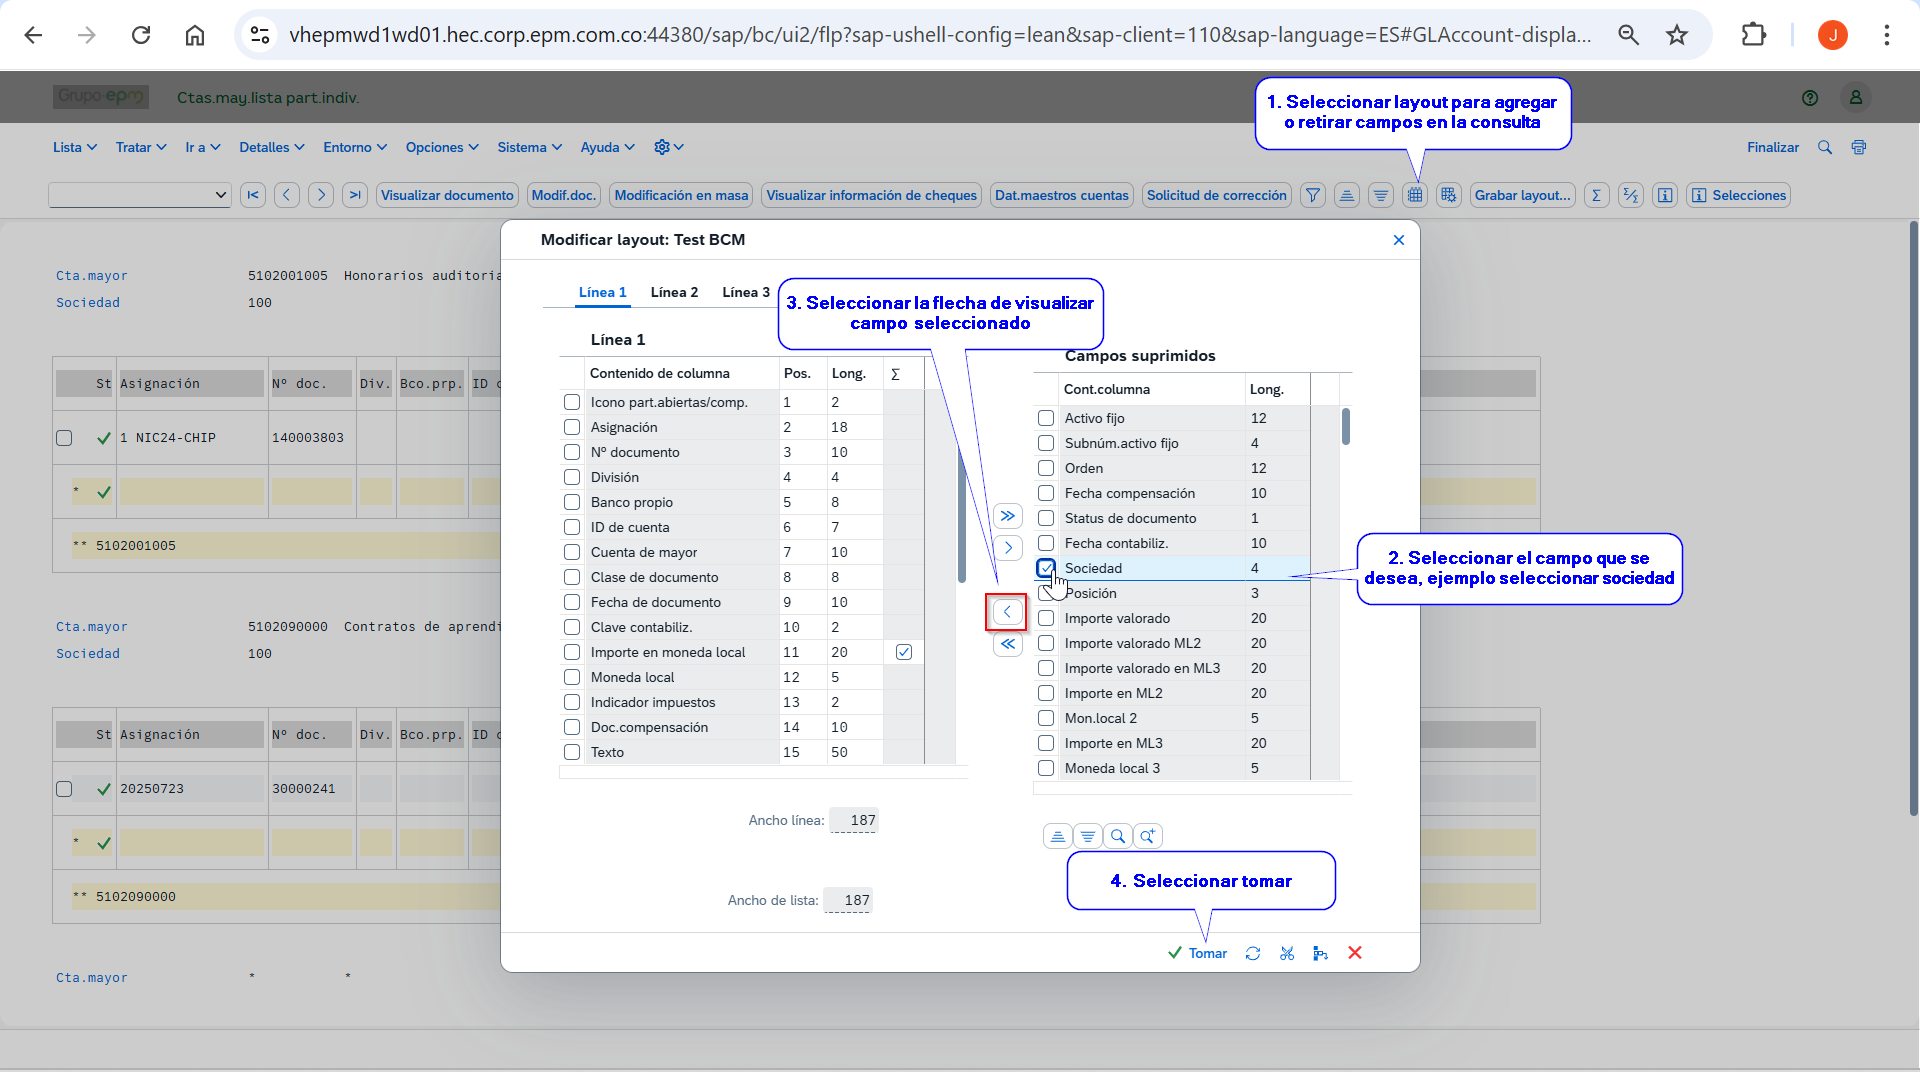 vhepmwd1wd01.hec.corp.epm.com.co:44380/sap/bc/ui2/flp?sap-ushell-config=lean&sap-client=110&sap-language=ES#GLAccount-displa...
J
Grupo epm
Ctas.may.lista part.indiv.
1. Seleccionar layout para agregar
o retirar campos en la consulta
Lista
Tratar
Ir a
Detalles
Entorno
Opciones
Sistema
Ayuda
Finalizar
Visualizar documento
Modif.doc.
Modificación en masa
Visualizar información de cheques
Dat.maestros cuentas
Solicitud de corrección
Grabar layout...
Σ
Selecciones
Cta.mayor 5102001005 Honorarios auditoria
Sociedad 100
St Asignación Nº doc. Div. Bco.prp. ID c
1 NIC24-CHIP 140003803
*
** 5102001005
Cta.mayor 5102090000 Contratos de aprendi
Sociedad 100
St Asignación Nº doc. Div. Bco.prp. ID c
20250723 30000241
*
** 5102090000
Cta.mayor * *
Modificar layout: Test BCM
Línea 1 Línea 2 Línea 3
3. Seleccionar la flecha de visualizar
campo seleccionado
Línea 1
Contenido de columna Pos. Long. Σ
Icono part.abiertas/comp. 1 2
Asignación 2 18
Nº documento 3 10
División 4 4
Banco propio 5 8
ID de cuenta 6 7
Cuenta de mayor 7 10
Clase de documento 8 8
Fecha de documento 9 10
Clave contabiliz. 10 2
Importe en moneda local 11 20
Moneda local 12 5
Indicador impuestos 13 2
Doc.compensación 14 10
Texto 15 50
Campos suprimidos
Cont.columna Long.
Activo fijo 12
Subnúm.activo fijo 4
Orden 12
Fecha compensación 10
Status de documento 1
Fecha contabiliz. 10
Sociedad 4
Posición 3
Importe valorado 20
Importe valorado ML2 20
Importe valorado en ML3 20
Importe en ML2 20
Mon.local 2 5
Importe en ML3 20
Moneda local 3 5
2. Seleccionar el campo que se
desea, ejemplo seleccionar sociedad
Ancho línea: 187
Ancho de lista: 187
4. Seleccionar tomar
Tomar